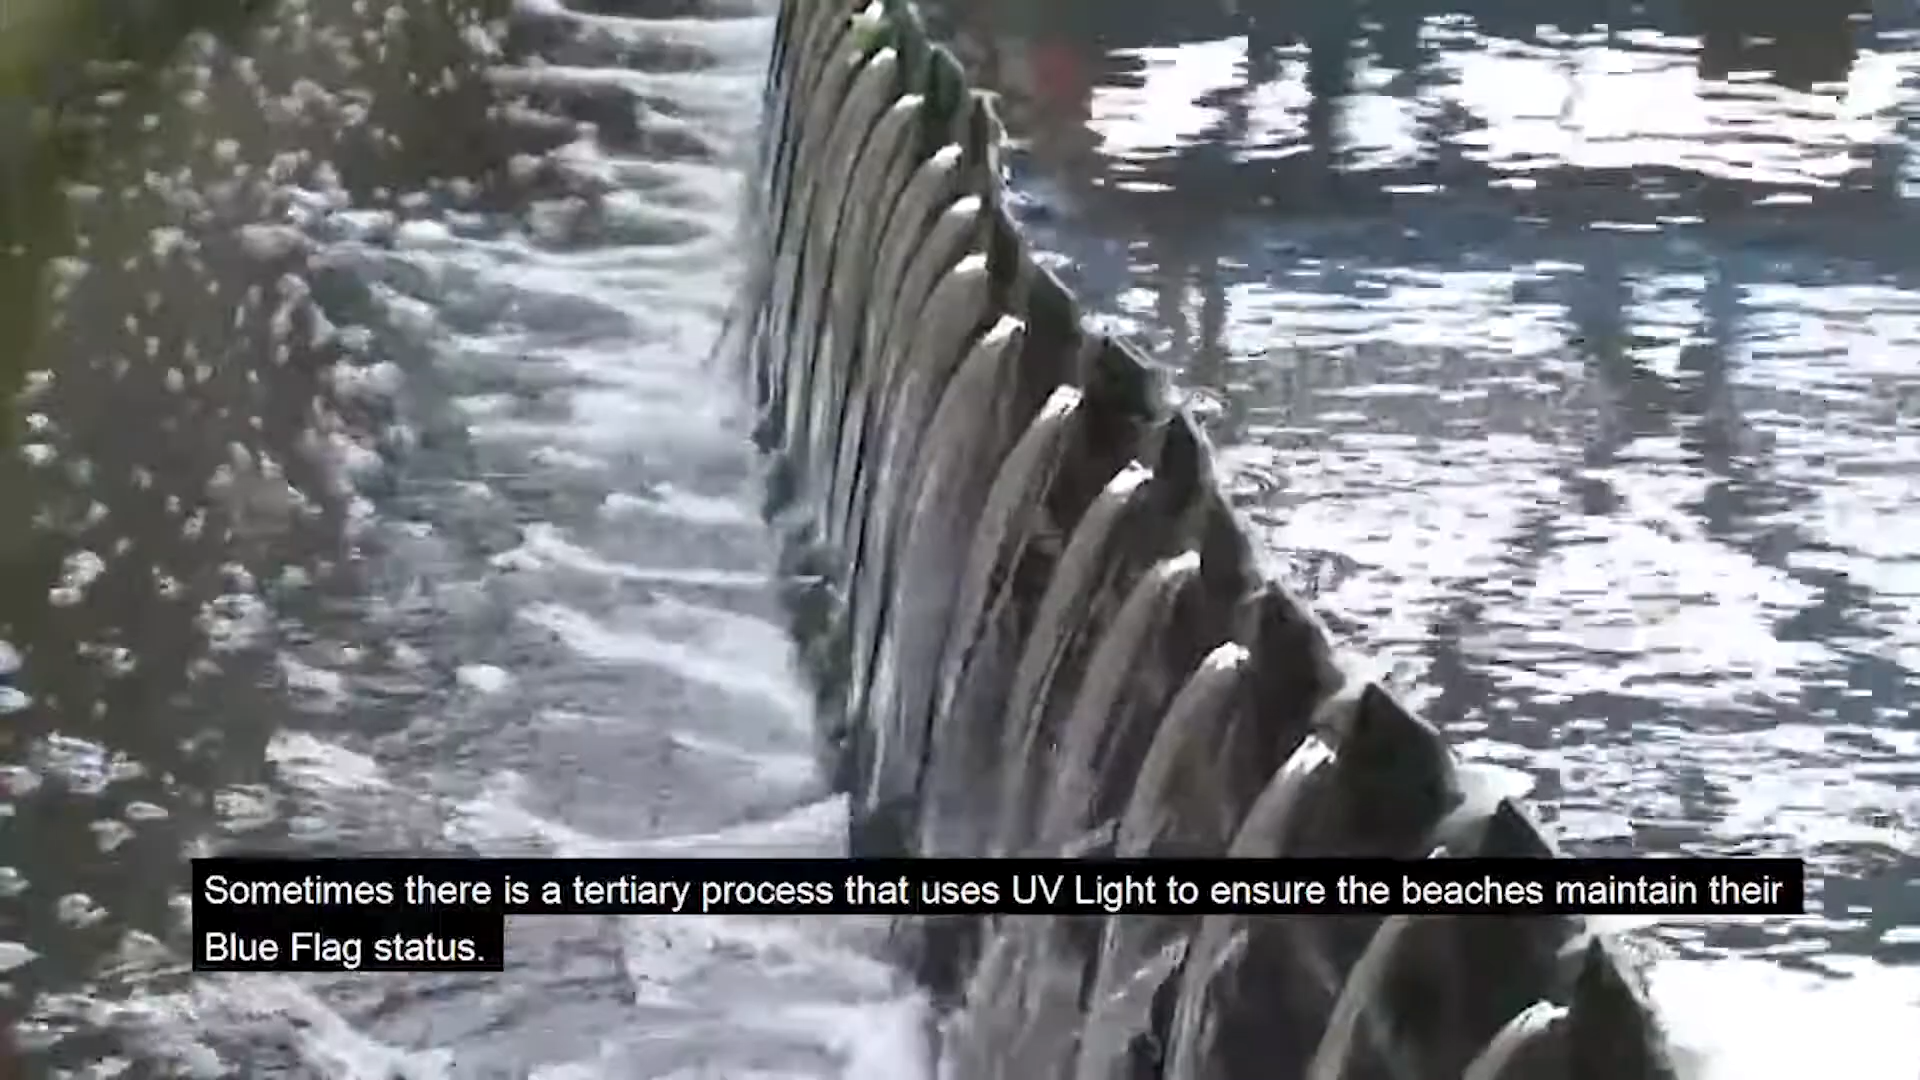 Sometimes there is a tertiary process that uses UV Light to ensure the beaches maintain their
Blue Flag status.